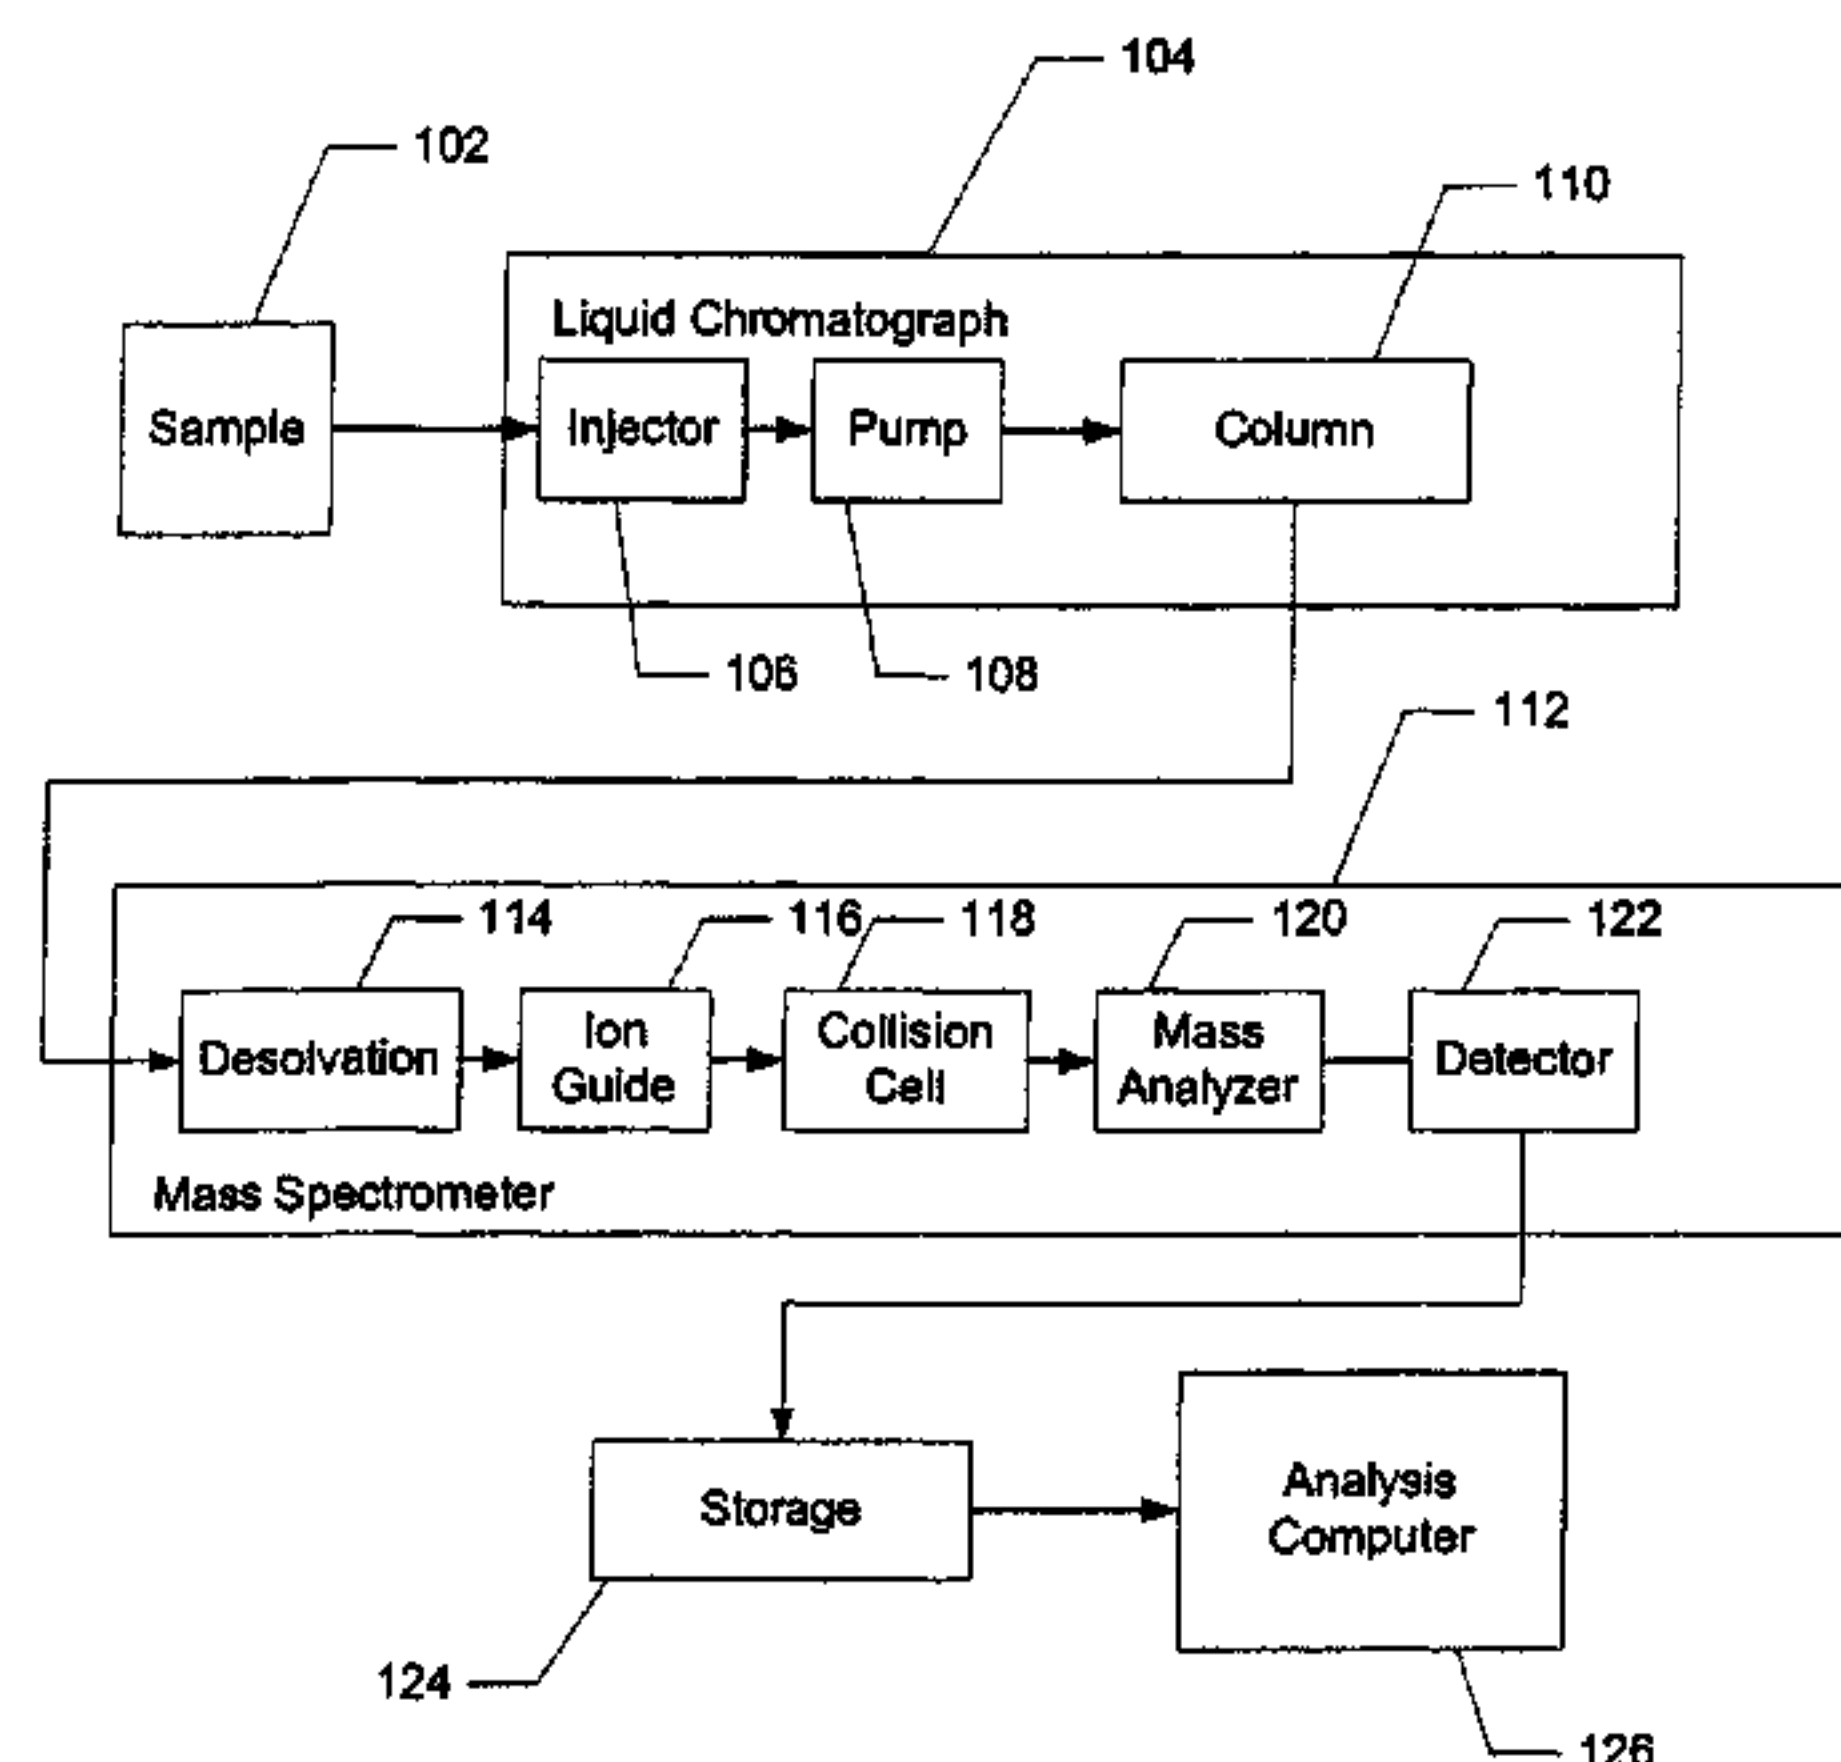 104
102
110
Liquid Chromatograph
Sample
Injector
Pump
Column
106
108
112
114
116
118
120
122
Desolvation
Ion
Guide
Collision
Cell
Mass
Analyzer
Detector
Mass Spectrometer
Storage
Analysis
Computer
124
126